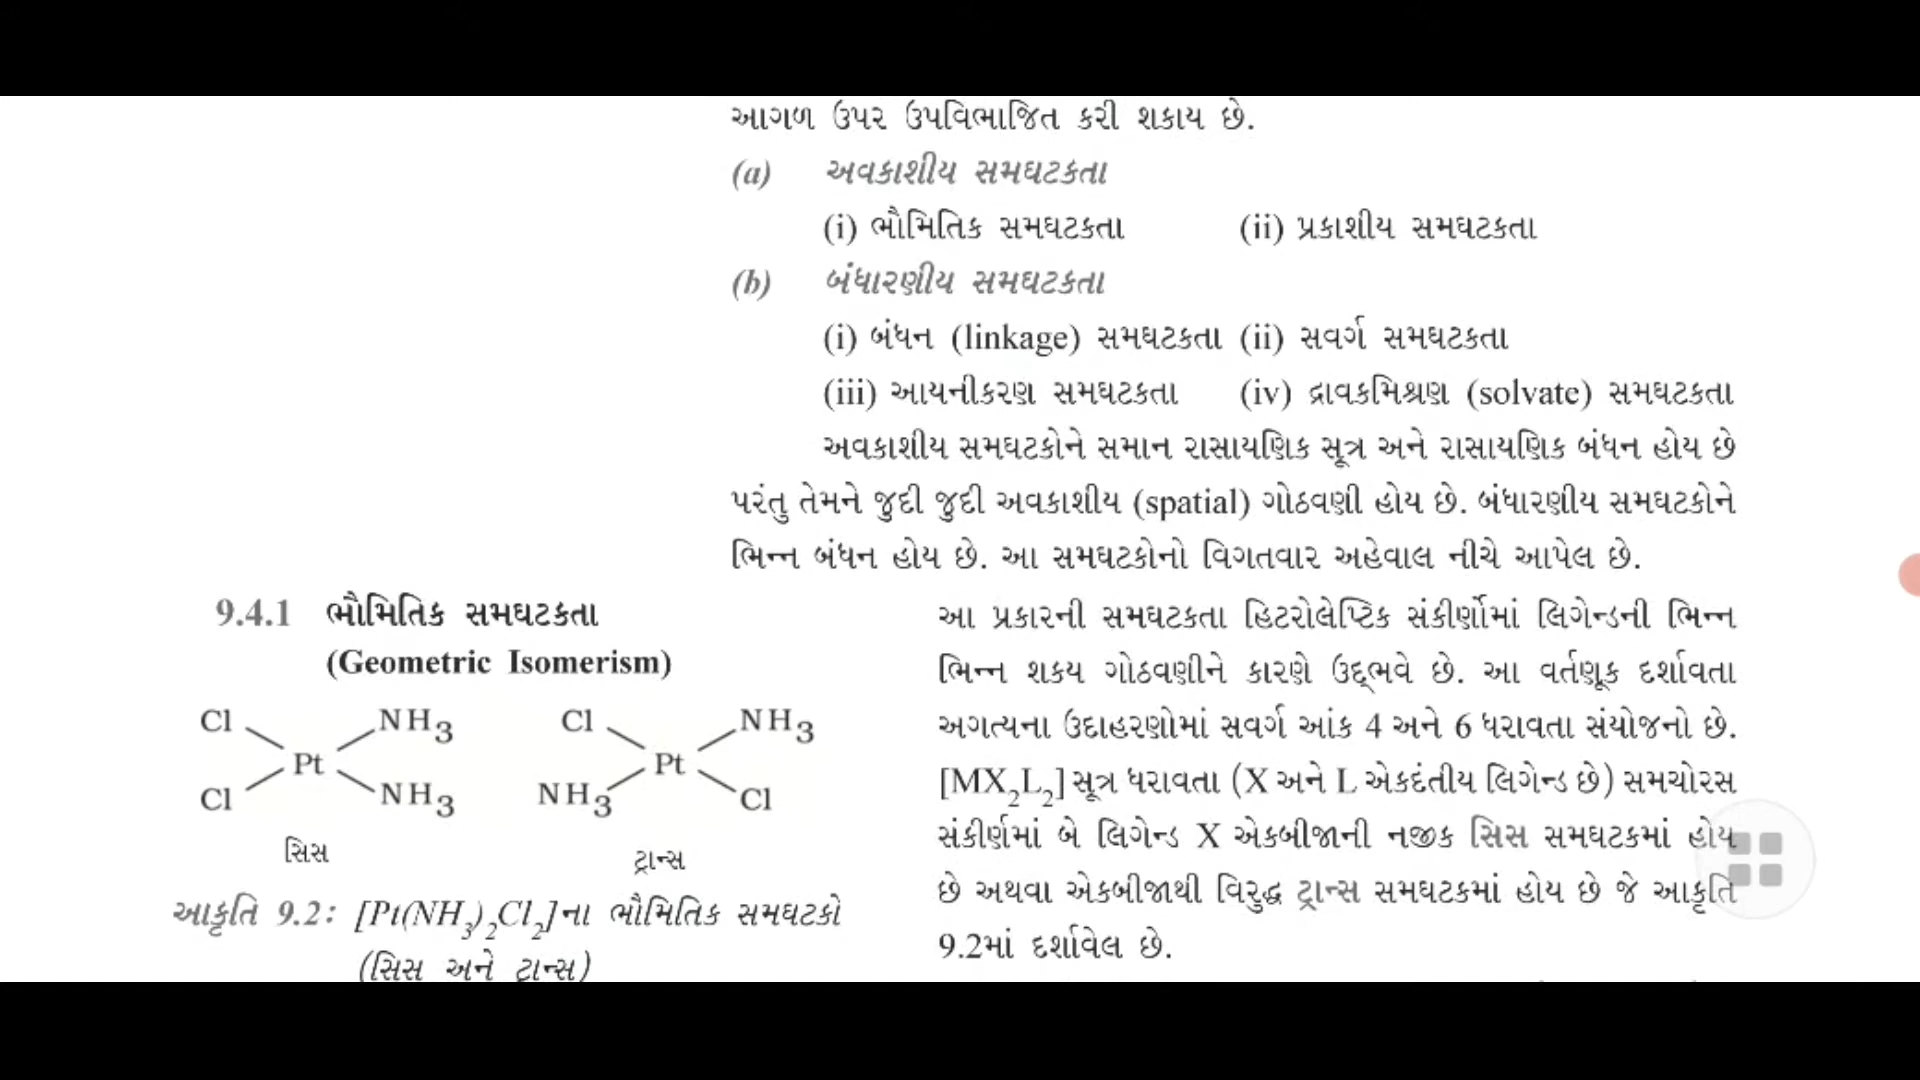 આગળ ઉપર ઉપવિભાજિત કરી શકાય છે.
(a) અવકાશીય સમઘટકતા
(i) ભૌમિતિક સમઘટકતા (ii) પ્રકાશીય સમઘટકતા
(b) બંધારણીય સમઘટકતા
(i) બંધન (linkage) સમઘટકતા (ii) સવર્ગ સમઘટકતા
(iii) આયનીકરણ સમઘટકતા (iv) દ્રાવકમિશ્રણ (solvate) સમઘટકતા
અવકાશીય સમઘટકોને સમાન રાસાયણિક સૂત્ર અને રાસાયણિક બંધન હોય છે
પરંતુ તેમને જુદી જુદી અવકાશીય (spatial) ગોઠવણી હોય છે. બંધારણીય સમઘટકોને
ભિન્ન બંધન હોય છે. આ સમઘટકોનો વિગતવાર અહેવાલ નીચે આપેલ છે.
9.4.1 ભૌમિતિક સમઘટકતા
(Geometric Isomerism)
Cl NH3 Cl NH3
Pt Pt
Cl NH3 NH3 Cl
સિસ ટ્રાન્સ
આકૃતિ 9.2: [Pt(NH3)2Cl2]ના ભૌમિતિક સમઘટકો
(સિસ અને ટ્રાન્સ)
આ પ્રકારની સમઘટકતા હિટરોલેપ્ટિક સંકીર્ણોમાં લિગેન્ડની ભિન્ન
ભિન્ન શકય ગોઠવણીને કારણે ઉદ્ભવે છે. આ વર્તણૂક દર્શાવતા
અગત્યના ઉદાહરણોમાં સવર્ગ આંક 4 અને 6 ધરાવતા સંયોજનો છે.
[MX2L2] સૂત્ર ધરાવતા (X અને L એકદંતીય લિગેન્ડ છે) સમચોરસ
સંકીર્ણમાં બે લિગેન્ડ X એકબીજાની નજીક સિસ સમઘટકમાં હોય
છે અથવા એકબીજાથી વિરુદ્ધ ટ્રાન્સ સમઘટકમાં હોય છે જે આકૃતિ
9.2માં દર્શાવેલ છે.